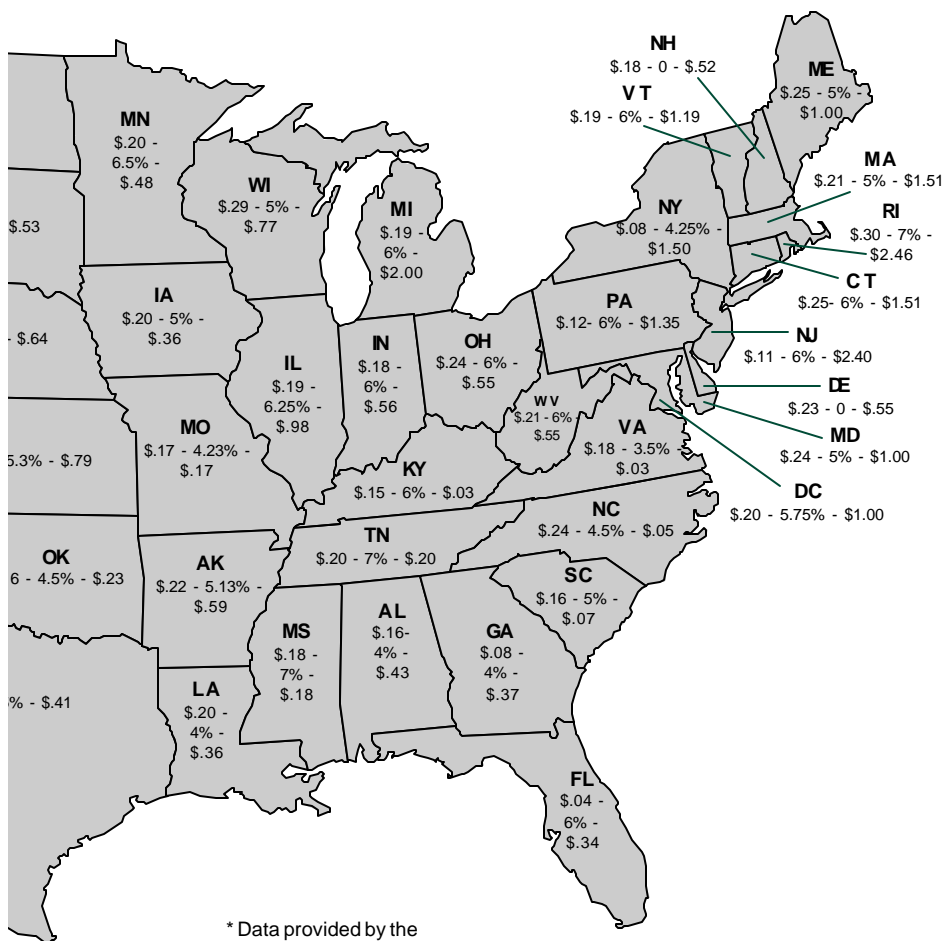 NH
$.18 - 0 - $.52
VT
$.19 - 6% - $1.19
ME
$.25 - 5% -
$1.00
MN
$.20 -
6.5% -
$.48
WI
$.29 - 5% -
$.77
MI
$.19 -
6% -
$2.00
NY
$.08 - 4.25% -
$1.50
MA
$.21 - 5% - $1.51
RI
$.30 - 7% -
$2.46
CT
$.25- 6% - $1.51
$.53
IA
$.20 - 5% -
$.36
PA
$.12- 6% - $1.35
NJ
$.11 - 6% - $2.40
- $.64
IL
$.19 -
6.25% -
$.98
IN
$.18 -
6% -
$.56
OH
$.24 - 6% -
$.55
DE
$.23 - 0 - $.55
WV
$.21 - 6% -
$.55
MO
$.17 - 4.23% -
$.17
VA
$.18 - 3.5% -
$.03
MD
$.24 - 5% - $1.00
5.3% - $.79
KY
$.15 - 6% - $.03
DC
$.20 - 5.75% - $1.00
NC
$.24 - 4.5% - $.05
TN
$.20 - 7% - $.20
OK
6 - 4.5% - $.23
AK
$.22 - 5.13% -
$.59
SC
$.16 - 5% -
$.07
MS
$.18 -
7% -
$.18
AL
$.16-
4% -
$.43
GA
$.08 -
4% -
$.37
% - $.41
LA
$.20 -
4% -
$.36
FL
$.04 -
6% -
$.34
* Data provided by the